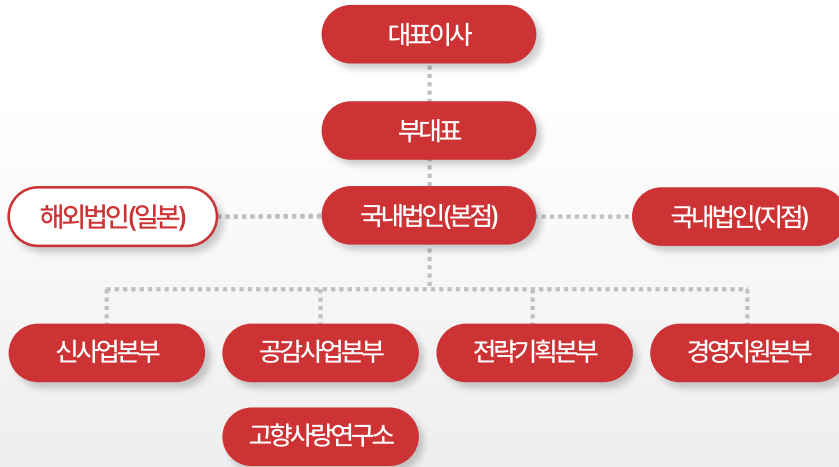 대표이사
부대표
해외법인(일본)
국내법인(본점)
국내법인(지점)
신사업본부
공감사업본부
전략기획본부
경영지원본부
고향사랑연구소